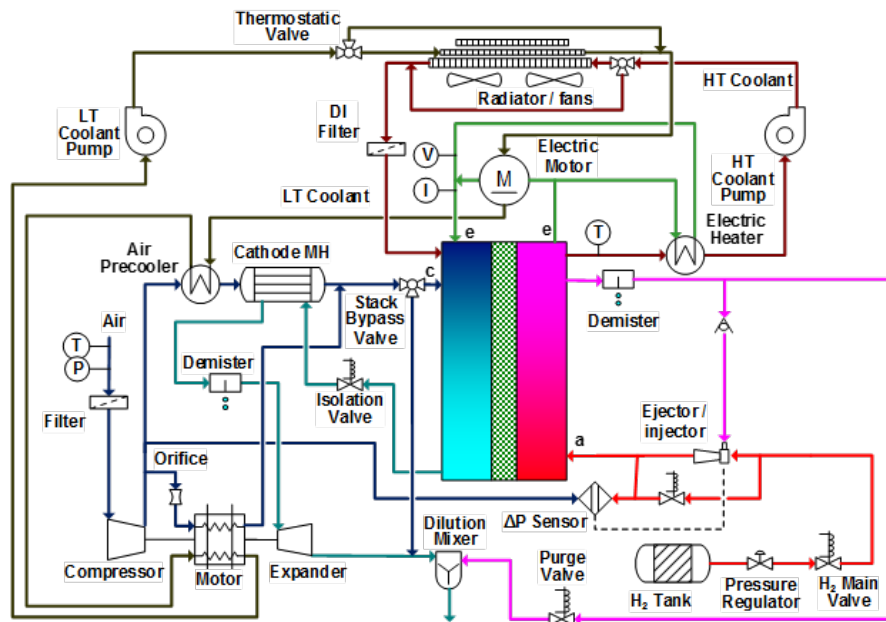 Thermostatic
Valve
LT
Coolant
Pump
DI
Filter
Radiator / fans
HT Coolant
HT
Coolant
Pump
V
I
M
Electric
Motor
LT Coolant
e
e
T
Electric
Heater
Air
Precooler
Cathode MH
c
Stack
Bypass
Valve
Demister
Air
T
P
Filter
Demister
Isolation
Valve
Ejector /
injector
a
Orifice
ΔP Sensor
Compressor
Motor
Expander
Dilution
Mixer
Purge
Valve
H2 Tank
Pressure
Regulator
H2 Main
Valve